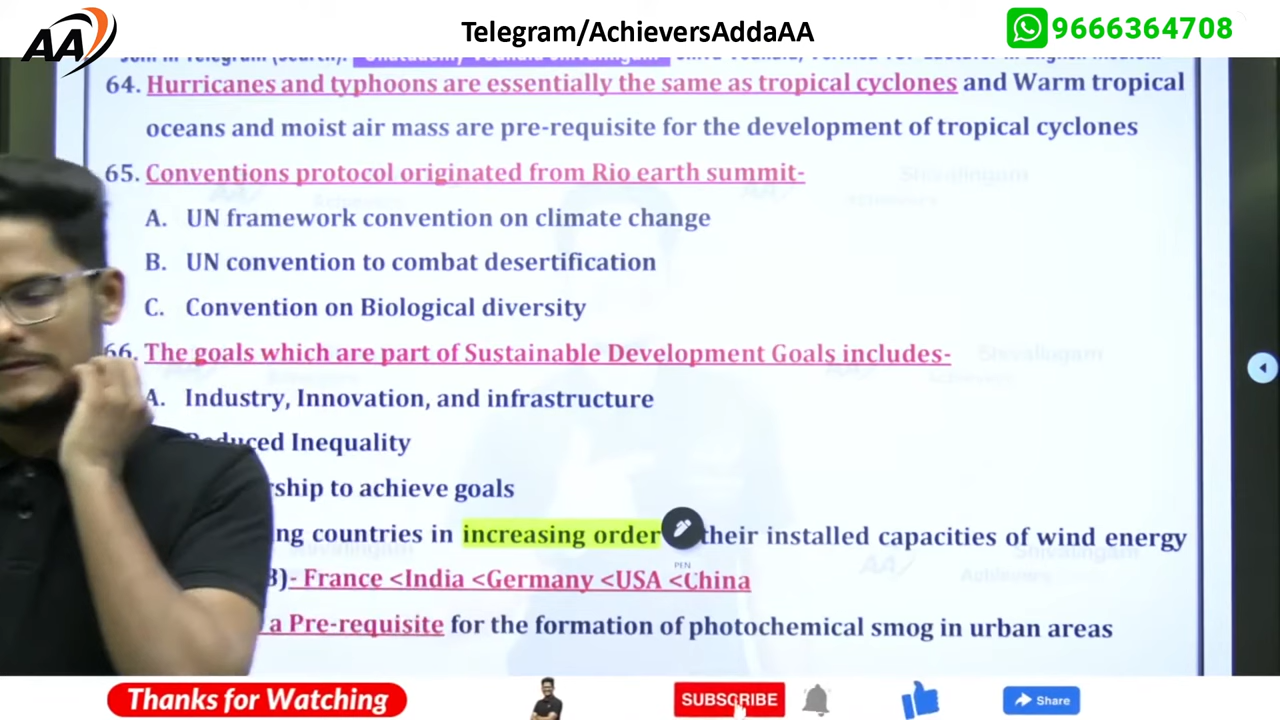 AA
Telegram/AchieversAddaAA
9666364708
64. Hurricanes and typhoons are essentially the same as tropical cyclones and Warm tropical
oceans and moist air mass are pre-requisite for the development of tropical cyclones
65. Conventions protocol originated from Rio earth summit-
A. UN framework convention on climate change
B. UN convention to combat desertification
C. Convention on Biological diversity
66. The goals which are part of Sustainable Development Goals includes-
A. Industry, Innovation, and infrastructure
Reduced Inequality
ship to achieve goals
ng countries in increasing order their installed capacities of wind energy
)- France <India <Germany <USA <China
PEN
a Pre-requisite for the formation of photochemical smog in urban areas
Thanks for Watching
SUBSCRIBE
Share